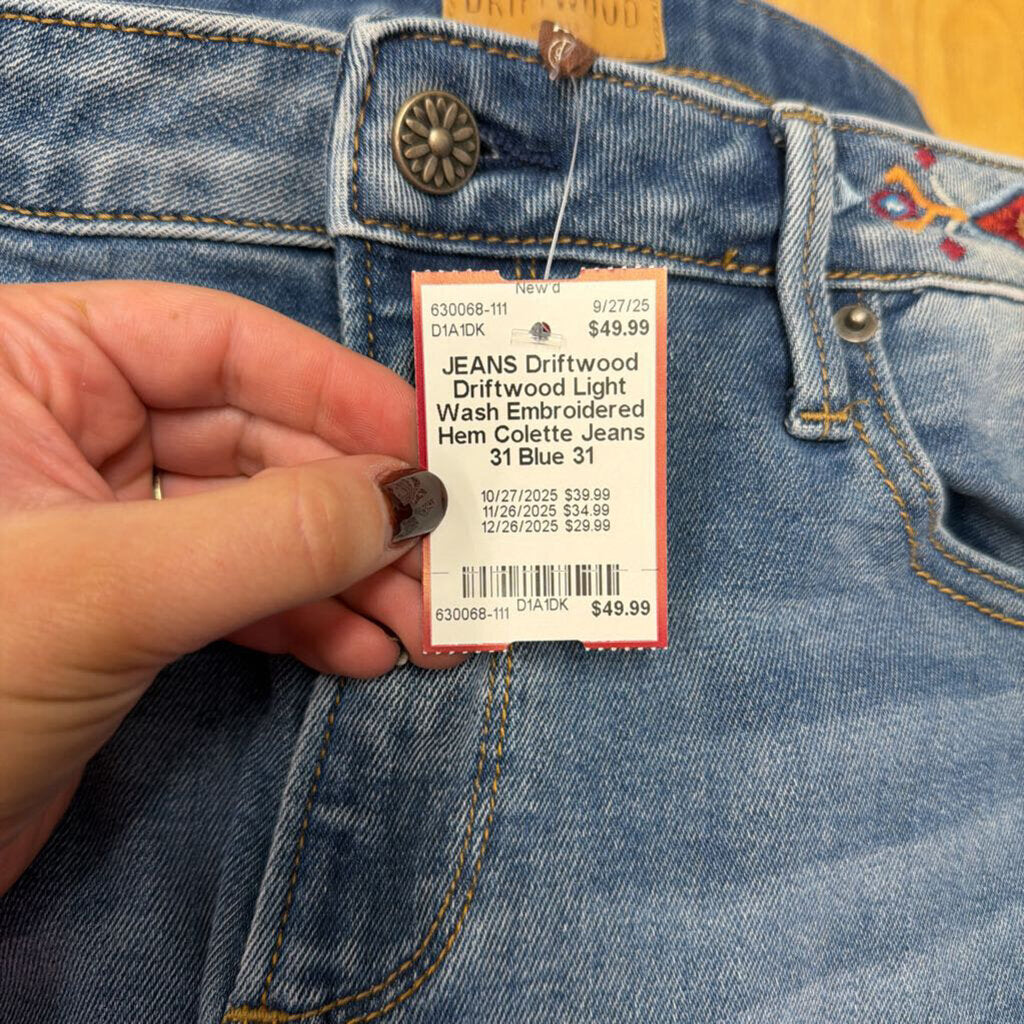 DRIFTWOOD
New'd
630068-111 9/27/25
D1A1DK $49.99
JEANS Driftwood
Driftwood Light
Wash Embroidered
Hem Colette Jeans
31 Blue 31
10/27/2025 $39.99
11/26/2025 $34.99
12/26/2025 $29.99
630068-111 D1A1DK $49.99